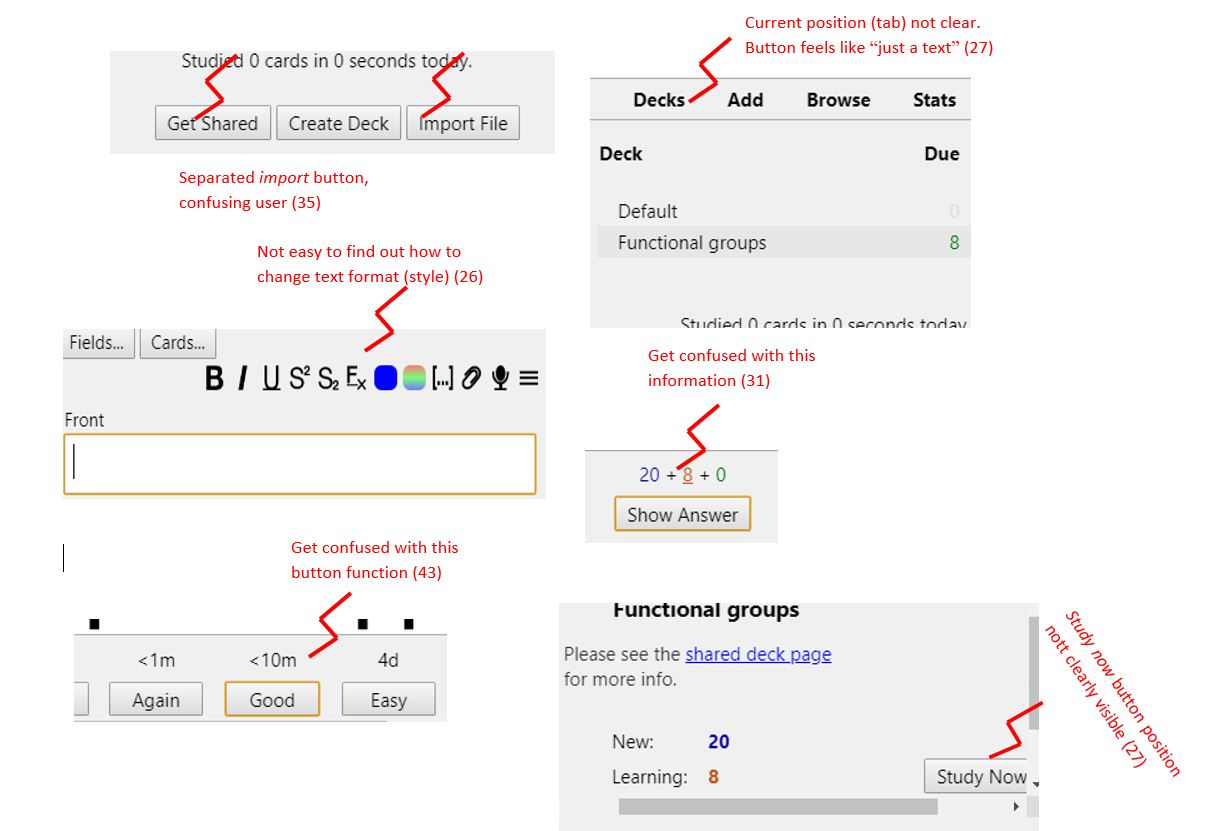 Current position (tab) not clear.
Button feels like “just a text” (27)
Studied 0 cards in 0 seconds today.
Get Shared Create Deck Import File
Separated import button,
confusing user (35)
Decks Add Browse Stats
Deck Due
Default 0
Functional groups 8
Studied 0 cards in 0 seconds today
Not easy to find out how to
change text format (style) (26)
Fields... Cards...
B I U S² S₂ Eₓ [...]
Front
Get confused with this
information (31)
20 + 8 + 0
Show Answer
Get confused with this
button function (43)
<1m <10m 4d
Again Good Easy
Functional groups
Please see the shared deck page
for more info.
New: 20
Learning: 8
Study Now
Study now button position
nott clearly visible (27)